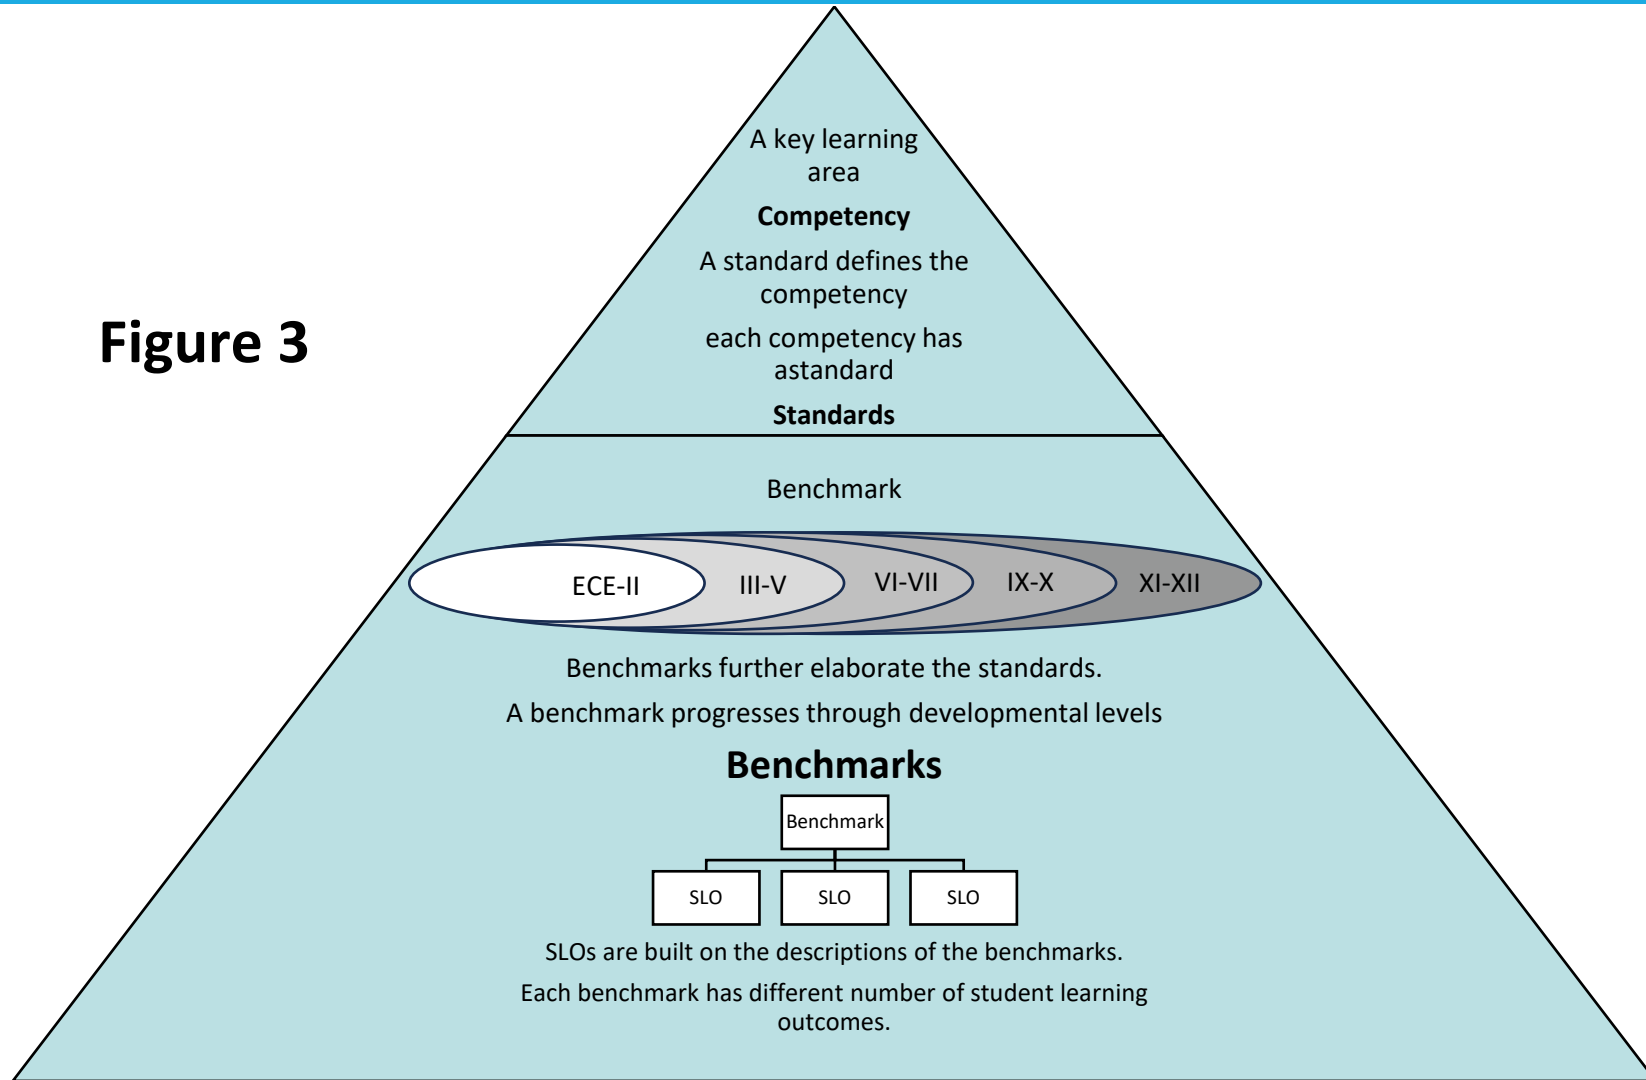 A key learning
area
Competency
A standard defines the
competency
each competency has
astandard
Standards
Figure 3
Benchmark
ECE-II
III-V
VI-VII
IX-X
XI-XII
Benchmarks further elaborate the standards.
A benchmark progresses through developmental levels
Benchmarks
Benchmark
SLO
SLO
SLO
SLOs are built on the descriptions of the benchmarks.
Each benchmark has different number of student learning
outcomes.